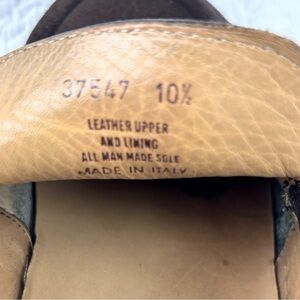 37547 10½
LEATHER UPPER
AND LINING
ALL MAN MADE SOLE
MADE IN ITALY